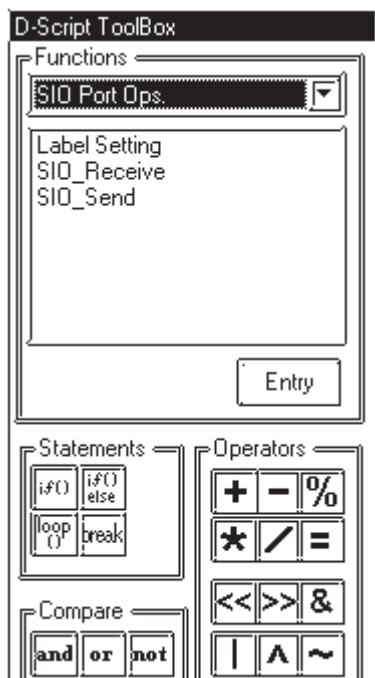 D-Script ToolBox
Functions
SIO Port Ops.
Label Setting
SIO_Receive
SIO_Send
Entry
Statements
if()
if()
else
loop
()
break
Operators
+ - %
* / =
<< >> &
| ^ ~
Compare
and or not